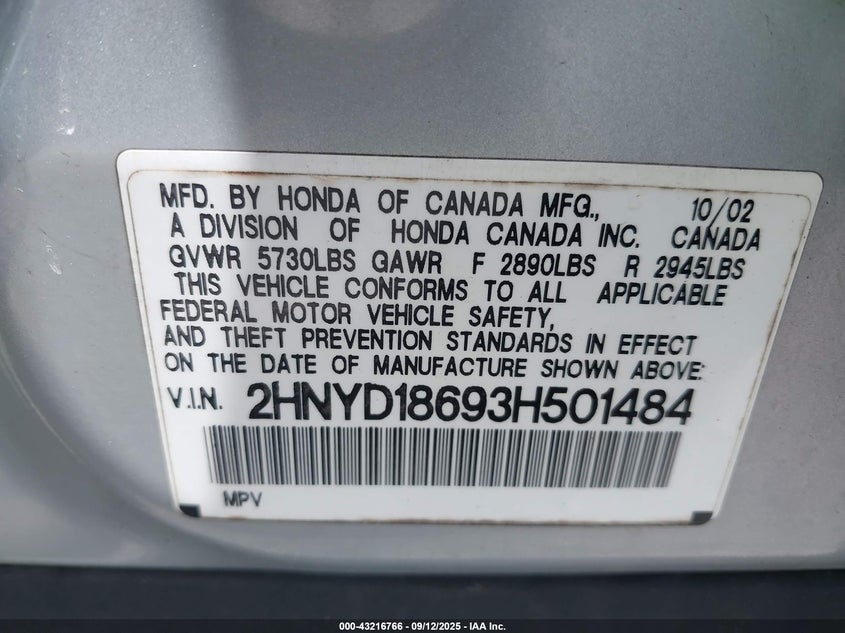 MFD. BY HONDA OF CANADA MFG., 10/02
A DIVISION OF HONDA CANADA INC. CANADA
GVWR 5730LBS GAWR F 2890LBS R 2945LBS
THIS VEHICLE CONFORMS TO ALL APPLICABLE
FEDERAL MOTOR VEHICLE SAFETY,
AND THEFT PREVENTION STANDARDS IN EFFECT
ON THE DATE OF MANUFACTURE SHOWN ABOVE:
V.I.N. 2HNYD18693H501484
MPV
000-43216766 - 09/12/2025 - IAA Inc.